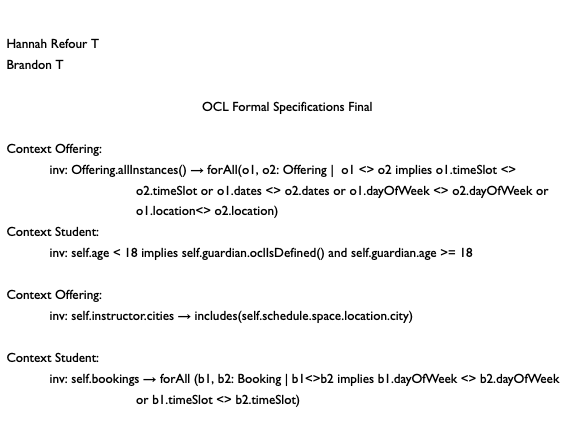 Hannah Refour T
Brandon T
OCL Formal Specifications Final
Context Offering:
inv: Offering.allInstances() → forAll(o1, o2: Offering | o1 <> o2 implies o1.timeSlot <>
o2.timeSlot or o1.dates <> o2.dates or o1.dayOfWeek <> o2.dayOfWeek or
o1.location<> o2.location)
Context Student:
inv: self.age < 18 implies self.guardian.oclIsDefined() and self.guardian.age >= 18
Context Offering:
inv: self.instructor.cities → includes(self.schedule.space.location.city)
Context Student:
inv: self.bookings → forAll (b1, b2: Booking | b1<>b2 implies b1.dayOfWeek <> b2.dayOfWeek
or b1.timeSlot <> b2.timeSlot)